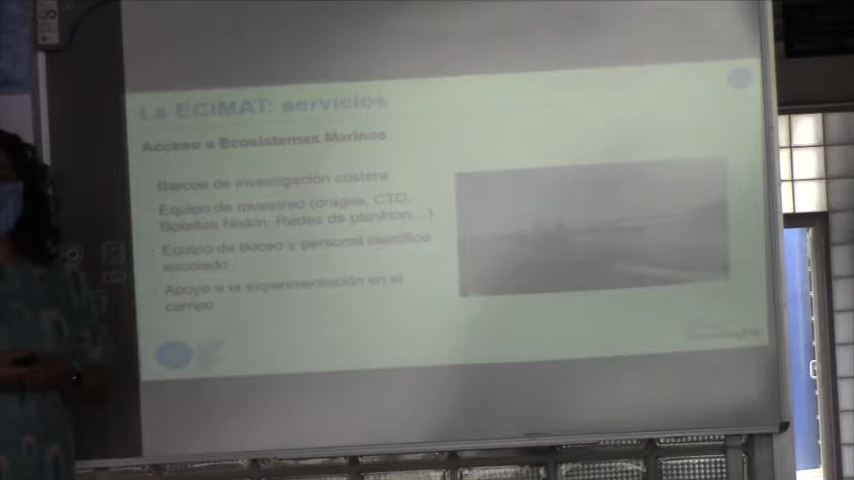 La ECIMAT: servicios
Acceso a Ecosistemas Marinos
Barcos de investigación costera
Equipo de muestreo (dragas, CTD,
Botellas Niskin, Redes de plankton…)
Equipo de buceo y personal científico
asociado
Apoyo a la experimentación en el
campo